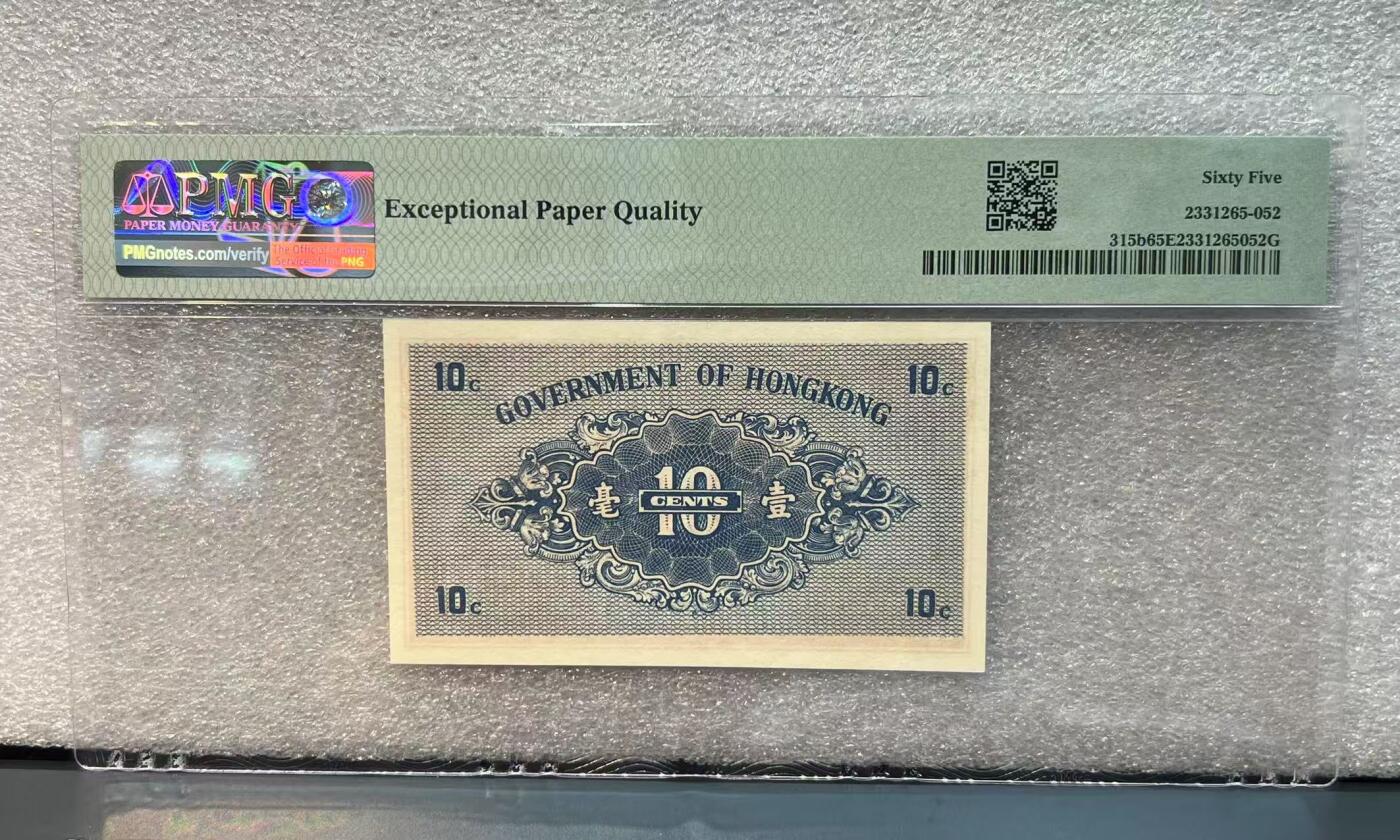 PMG
PAPER MONEY GUARANTY
PMGnotes.com/verify
The Official Grading
Service of the PNG
Exceptional Paper Quality
Sixty Five
2331265-052
315b65E2331265052G
10c
10c
GOVERNMENT OF HONGKONG
毫
10
CENTS
壹
10c
10c